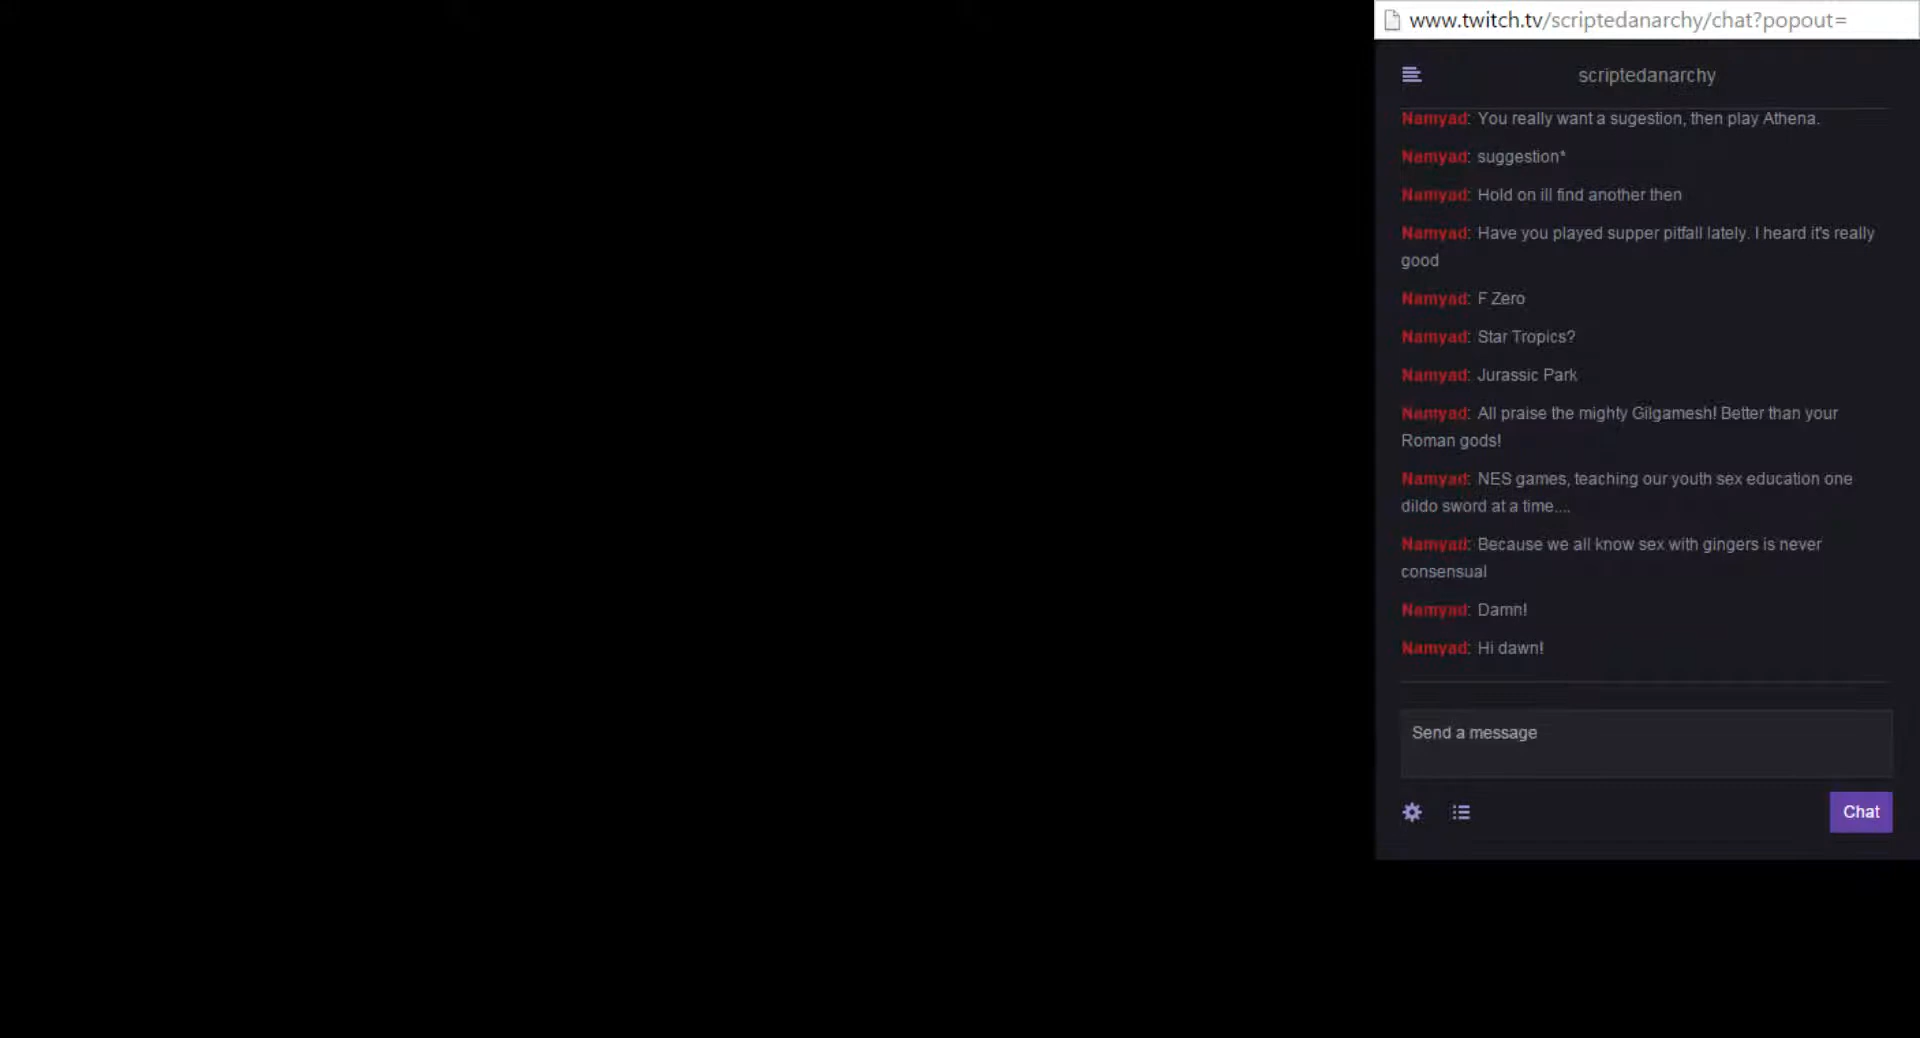 www.twitch.tv/scriptedanarchy/chat?popout=
scriptedanarchy
Namyad: You really want a sugestion, then play Athena.
Namyad: suggestion*
Namyad: Hold on ill find another then
Namyad: Have you played supper pitfall lately. I heard it's really
good
Namyad: F Zero
Namyad: Star Tropics?
Namyad: Jurassic Park
Namyad: All praise the mighty Gilgamesh! Better than your
Roman gods!
Namyad: NES games, teaching our youth sex education one
dildo sword at a time....
Namyad: Because we all know sex with gingers is never
consensual
Namyad: Damn!
Namyad: Hi dawn!
Send a message
Chat